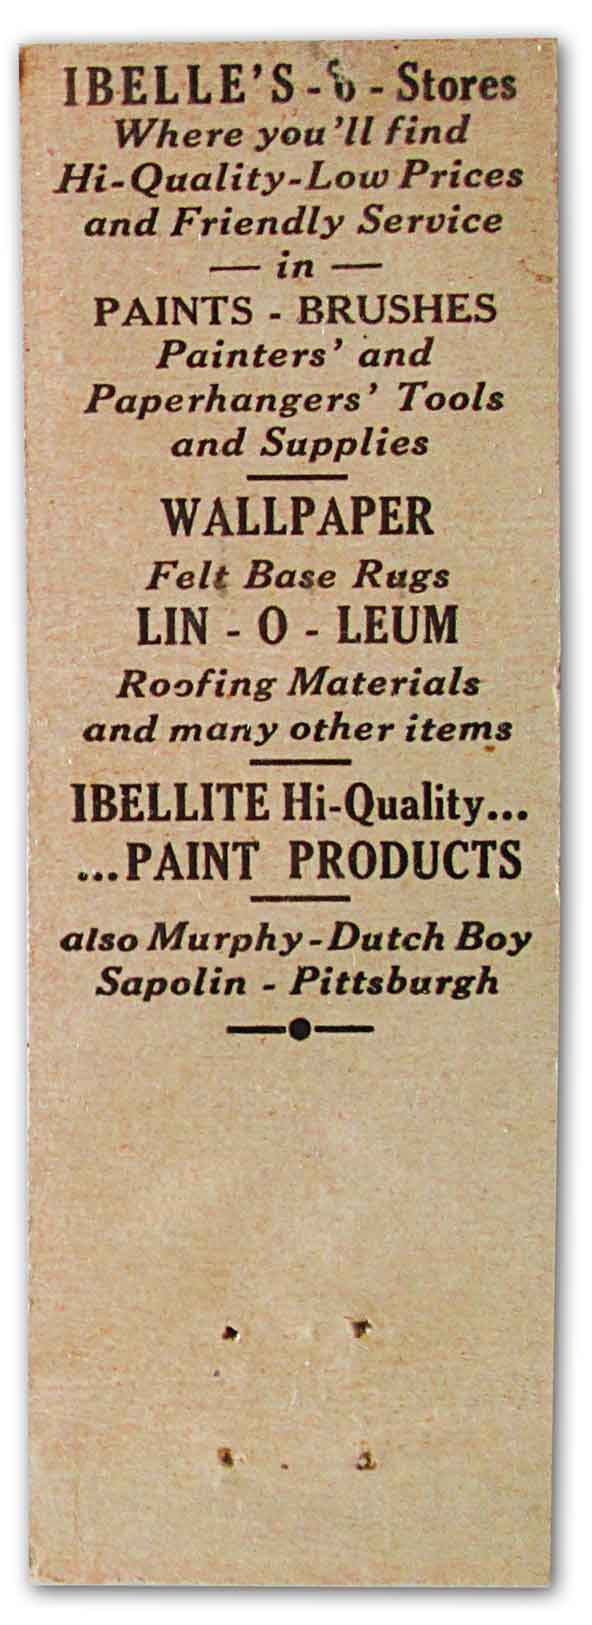 IBELLE'S - 6 - Stores
Where you'll find
Hi-Quality-Low Prices
and Friendly Service
— in —
PAINTS - BRUSHES
Painters' and
Paperhangers' Tools
and Supplies
WALLPAPER
Felt Base Rugs
LIN - O - LEUM
Roofing Materials
and many other items
IBELLITE Hi-Quality...
...PAINT PRODUCTS
also Murphy-Dutch Boy
Sapolin - Pittsburgh